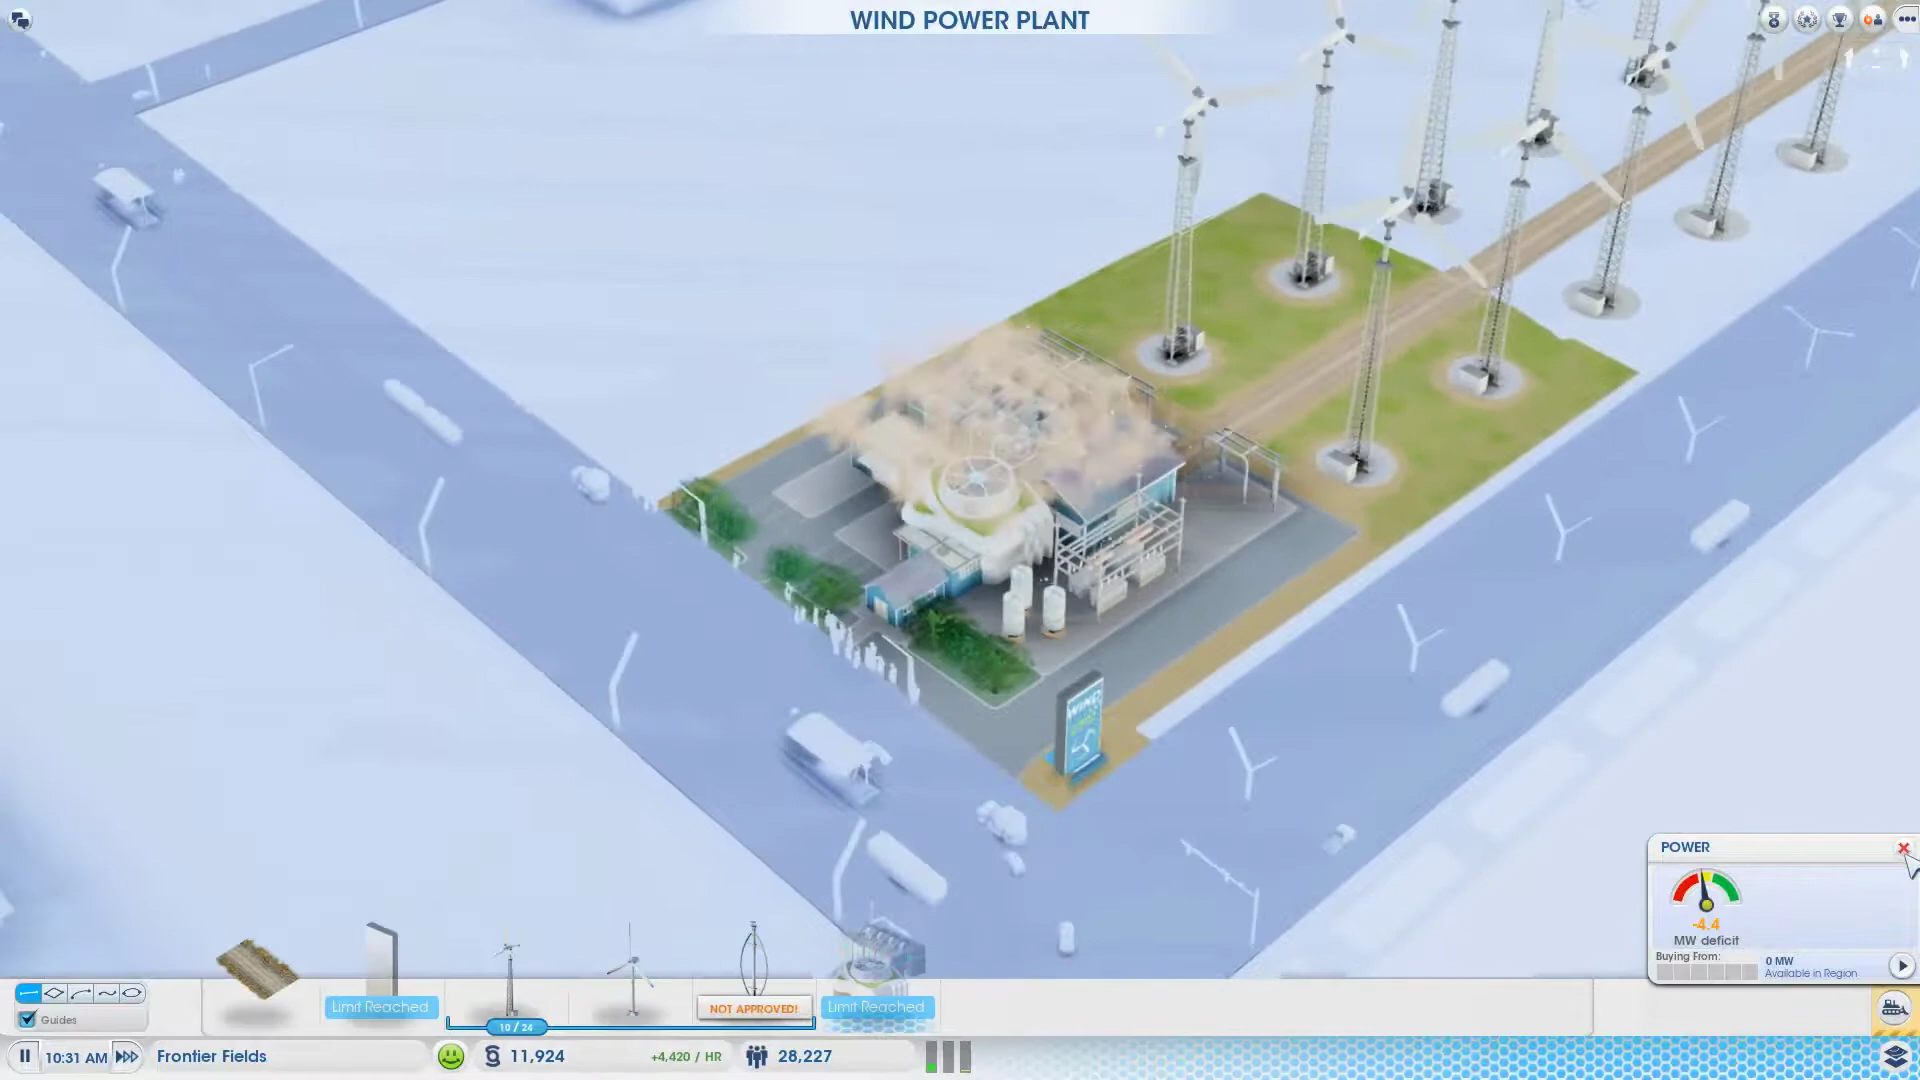 WIND POWER PLANT
WIND
POWER
-4.4
MW deficit
Buying From:
0 MW
Available in Region
Limit Reached
NOT APPROVED!
Limit Reached
Guides
10 / 24
10:31 AM
Frontier Fields
11,924
+4,420 / HR
28,227